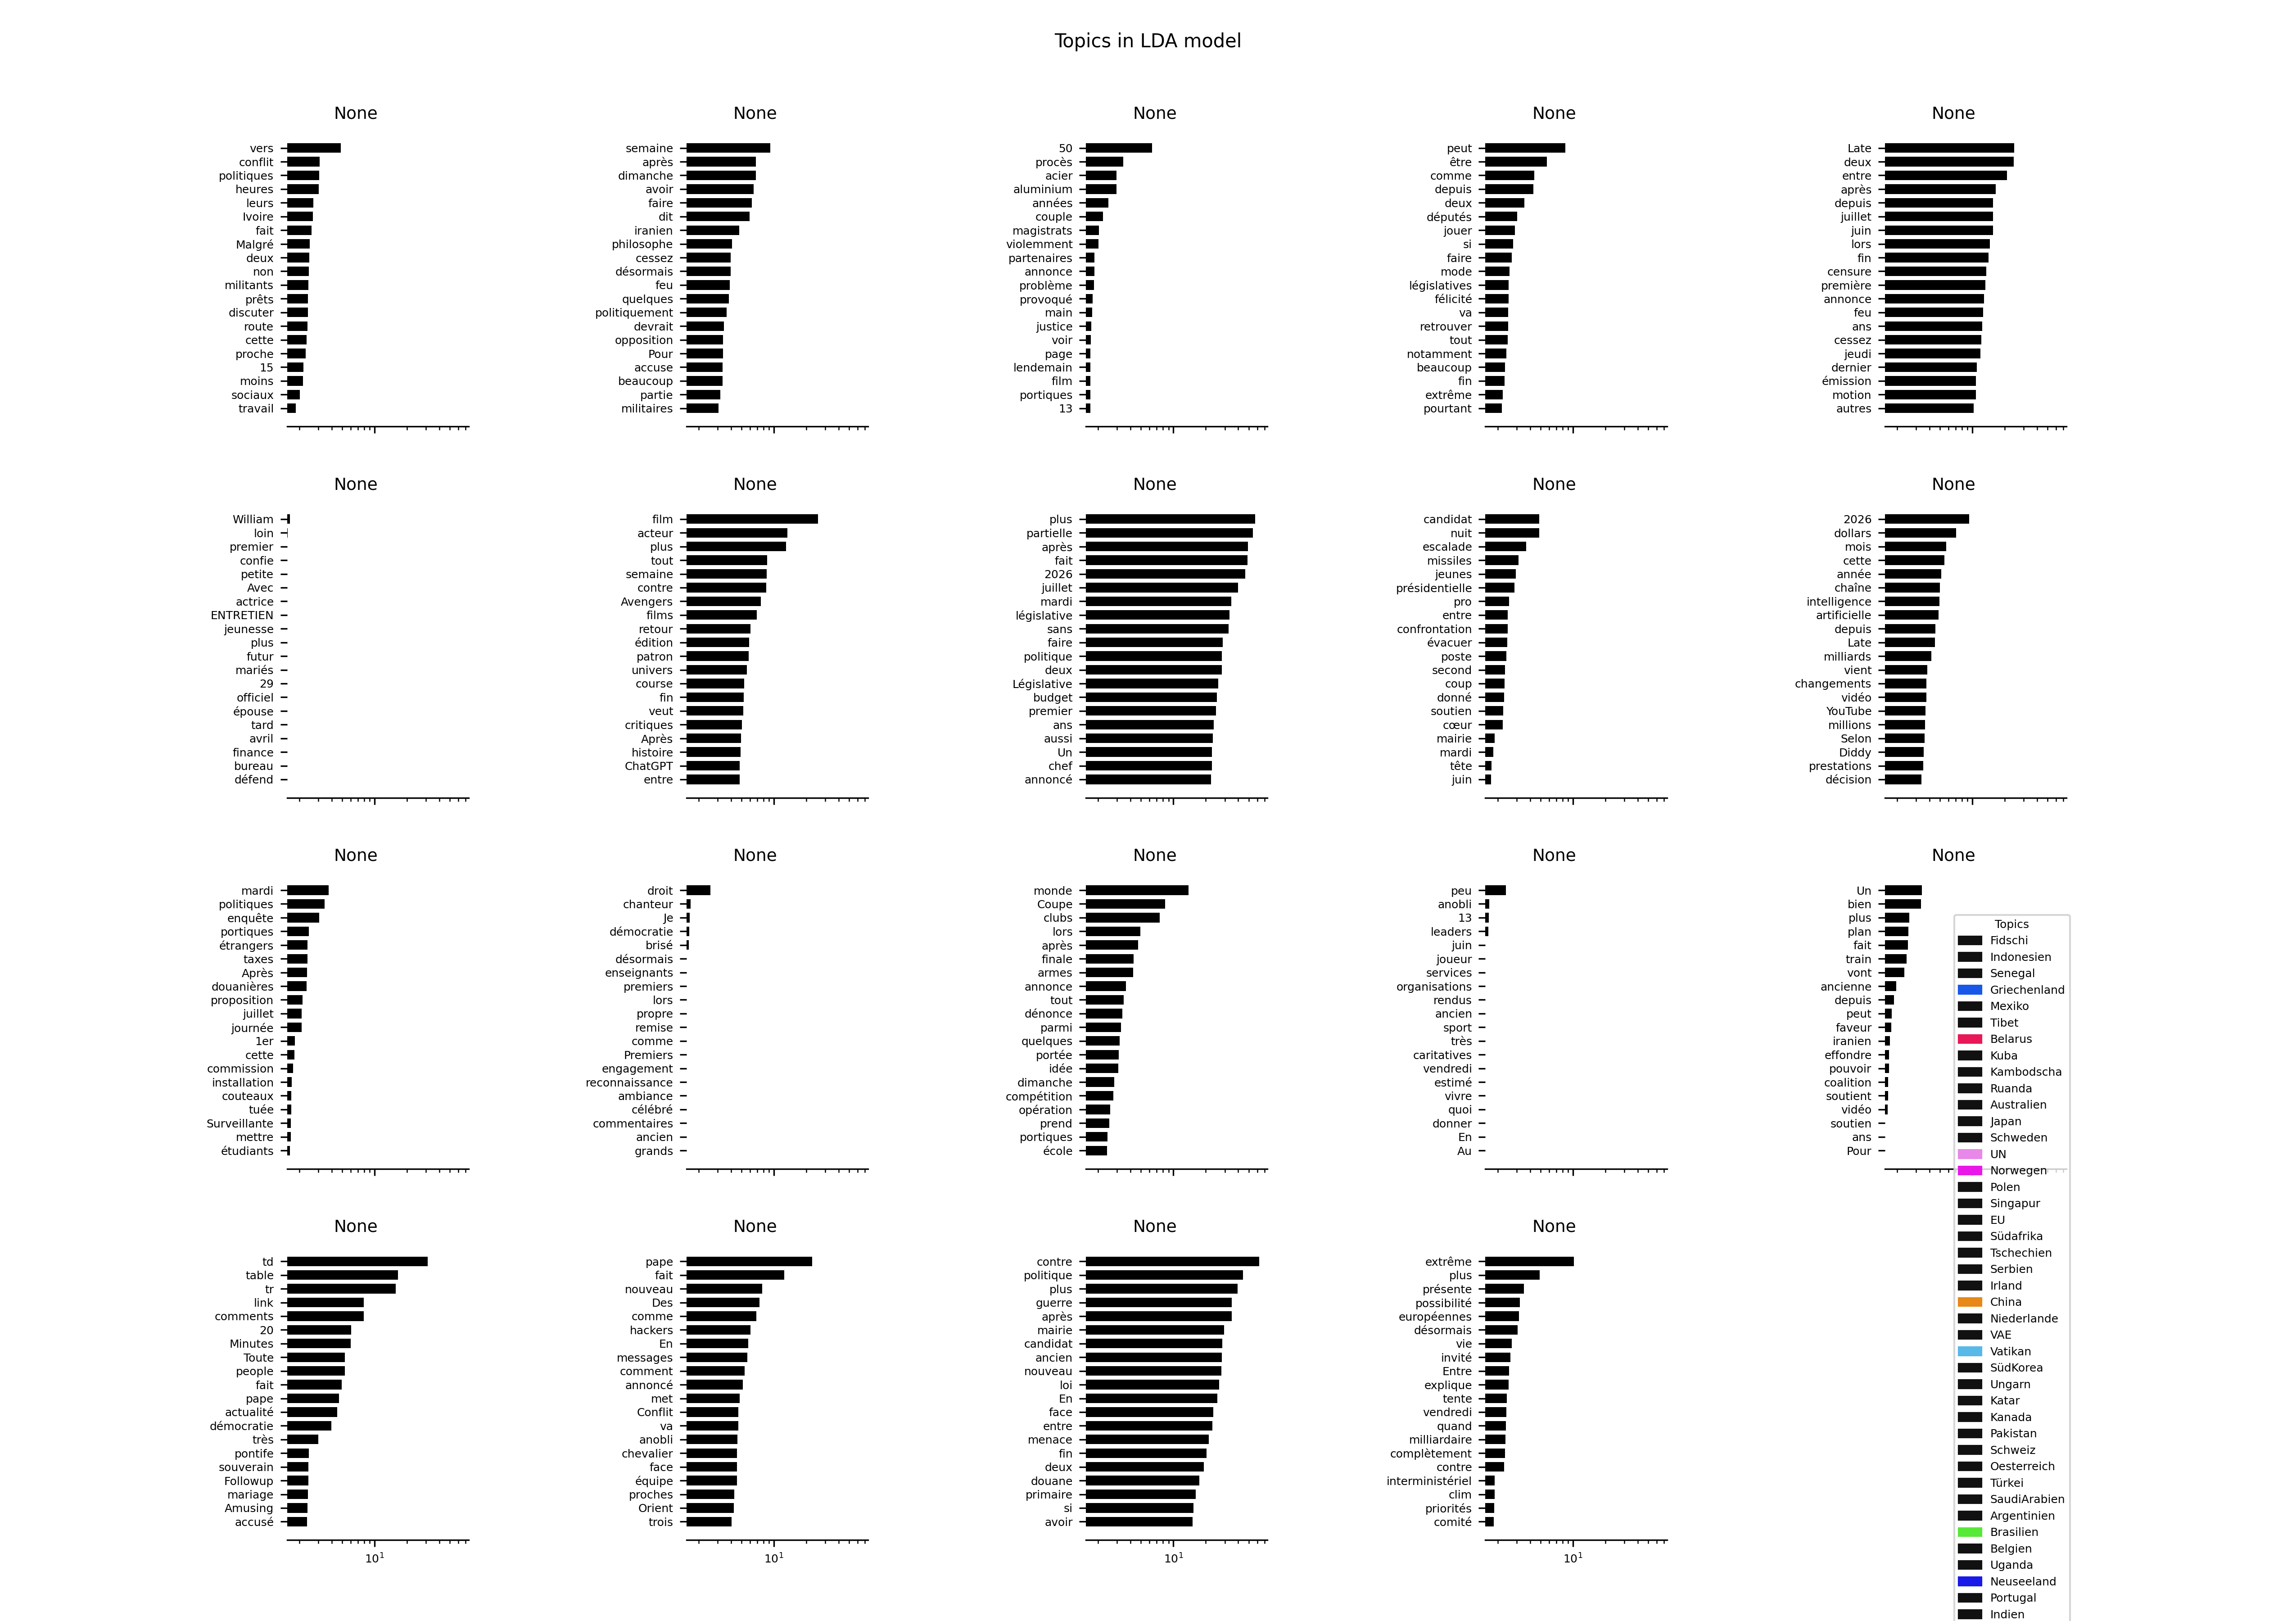 Topics in LDA model
None
vers
conflit
politiques
heures
leurs
Ivoire
fait
Malgré
deux
non
militants
prêts
discuter
route
cette
proche
15
moins
sociaux
travail
None
semaine
après
dimanche
avoir
faire
dit
iranien
philosophe
cessez
désormais
feu
quelques
politiquement
devrait
opposition
Pour
accuse
beaucoup
partie
militaires
None
50
procès
acier
aluminium
années
couple
magistrats
violemment
partenaires
annonce
problème
provoqué
main
justice
voir
page
lendemain
film
portiques
13
None
peut
être
comme
depuis
deux
députés
jouer
si
faire
mode
législatives
félicité
va
retrouver
tout
notamment
beaucoup
fin
extrême
pourtant
None
Late
deux
entre
après
depuis
juillet
juin
lors
fin
censure
première
annonce
feu
ans
cessez
jeudi
dernier
émission
motion
autres
None
William
loin
premier
confie
petite
Avec
actrice
ENTRETIEN
jeunesse
plus
futur
mariés
29
officiel
épouse
tard
avril
finance
bureau
défend
None
film
acteur
plus
tout
semaine
contre
Avengers
films
retour
édition
patron
univers
course
fin
veut
critiques
Après
histoire
ChatGPT
entre
None
plus
partielle
après
fait
2026
juillet
mardi
législative
sans
faire
politique
deux
Législative
budget
premier
ans
aussi
Un
chef
annoncé
None
candidat
nuit
escalade
missiles
jeunes
présidentielle
pro
entre
confrontation
évacuer
poste
second
coup
donné
soutien
cœur
mairie
mardi
tête
juin
None
2026
dollars
mois
cette
année
chaîne
intelligence
artificielle
depuis
Late
milliards
vient
changements
vidéo
YouTube
millions
Selon
Diddy
prestations
décision
None
mardi
politiques
enquête
portiques
étrangers
taxes
Après
douanières
proposition
juillet
journée
1er
cette
commission
installation
couteaux
tuée
Surveillante
mettre
étudiants
None
droit
chanteur
Je
démocratie
brisé
désormais
enseignants
premiers
lors
propre
remise
comme
Premiers
engagement
reconnaissance
ambiance
célébré
commentaires
ancien
grands
None
monde
Coupe
clubs
lors
après
finale
armes
annonce
tout
dénonce
parmi
quelques
portée
idée
dimanche
compétition
opération
prend
portiques
école
None
peu
anobli
13
leaders
juin
joueur
services
organisations
rendus
ancien
sport
très
caritatives
vendredi
estimé
vivre
quoi
donner
En
Au
None
Un
bien
plus
plan
fait
train
vont
ancienne
depuis
peut
faveur
iranien
effondre
pouvoir
coalition
soutient
vidéo
soutien
ans
Pour
None
td
table
tr
link
comments
20
Minutes
Toute
people
fait
pape
actualité
démocratie
très
pontife
souverain
Followup
mariage
Amusing
accusé
10¹
None
pape
fait
nouveau
Des
comme
hackers
En
messages
comment
annoncé
met
Conflit
va
anobli
chevalier
face
équipe
proches
Orient
trois
10¹
None
contre
politique
plus
guerre
après
mairie
candidat
ancien
nouveau
loi
En
face
entre
menace
fin
deux
douane
primaire
si
avoir
10¹
None
extrême
plus
présente
possibilité
européennes
désormais
vie
invité
Entre
explique
tente
vendredi
quand
milliardaire
complètement
contre
interministériel
clim
priorités
comité
10¹
Topics
Fidschi
Indonesien
Senegal
Griechenland
Mexiko
Tibet
Belarus
Kuba
Kambodscha
Ruanda
Australien
Japan
Schweden
UN
Norwegen
Polen
Singapur
EU
Südafrika
Tschechien
Serbien
Irland
China
Niederlande
VAE
Vatikan
SüdKorea
Ungarn
Katar
Kanada
Pakistan
Schweiz
Oesterreich
Türkei
SaudiArabien
Argentinien
Brasilien
Belgien
Uganda
Neuseeland
Portugal
Indien